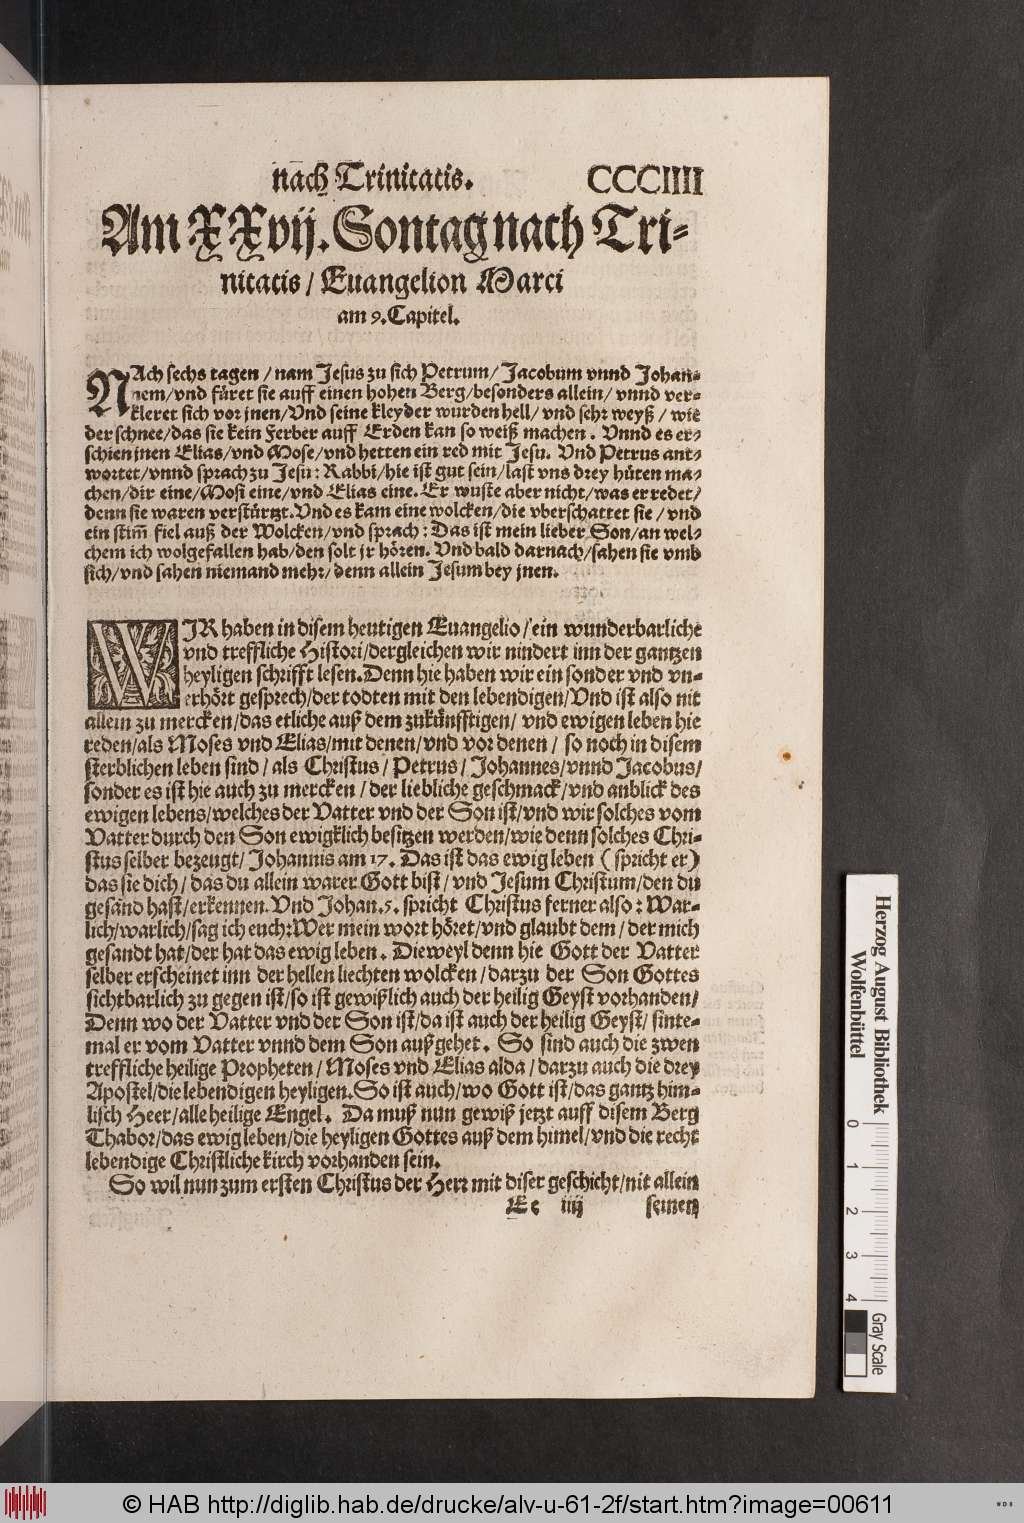 nach Trinitatis. CCCIIII
Am XXvij. Sontag nach Tri-
nitatis / Euangelion Marci
am 9. Capitel.
NAch sechs tagen / nam Jesus zu sich Petrum / Jacobum vnnd Johan-
nem / vnd füret sie auff einen hohen Berg / besonders allein / vnnd ver-
kleret sich vor jnen / Vnd seine kleyder wurden hell / vnd sehr weyß / wie
der schnee / das sie kein Ferber auff Erden kan so weiß machen. Vnnd es er-
schien jnen Elias / vnd Mose / vnd hetten ein red mit Jesu. Vnd Petrus ant-
wortet / vnnd sprach zu Jesu: Rabbi / hie ist gut sein / last vns drey hüten ma-
chen / dir eine / Mosi eine / vnd Elias eine. Er wuste aber nicht / was er redet /
denn sie waren verstürtzt. Vnd es kam eine wolcken / die vberschattet sie / vnd
ein stim̃ fiel auß der Wolcken / vnd sprach: Das ist mein lieber Son / an wel-
chem ich wolgefallen hab / den solt jr hören. Vnd bald darnach / sahen sie vmb
sich / vnd sahen niemand mehr / denn allein Jesum bey jnen.
WIR haben in disem heutigen Euangelio / ein wunderbarliche
vnd treffliche Histori / dergleichen wir nindert inn der gantzen
heyligen schrifft lesen. Denn hie haben wir ein sonder vnd vn-
erhört gesprech / der todten mit den lebendigen / Vnd ist also nit
allein zu mercken / das etliche auß dem zukünfftigen / vnd ewigen leben hie
reden / als Moses vnd Elias / mit denen / vnd vor denen / so noch in disem
sterblichen leben sind / als Christus / Petrus / Johannes / vnnd Jacobus /
sonder es ist hie auch zu mercken / der liebliche geschmack / vnd anblick des
ewigen lebens / welches der Vatter vnd der Son ist / vnd wir solches vom
Vatter durch den Son ewigklich besitzen werden / wie denn solches Chri-
stus selber bezeugt / Johannis am 17. Das ist das ewig leben ( spricht er )
das sie dich / das du allein warer Gott bist / vnd Jesum Christum / den du
gesand hast / erkennen. Vnd Johan. 5. spricht Christus ferner also: War-
lich / warlich / sag ich euch: Wer mein wort höret / vnd glaubt dem / der mich
gesandt hat / der hat das ewig leben. Dieweyl denn hie Gott der Vatter
selber erscheinet inn der hellen liechten wolcken / darzu der Son Gottes
sichtbarlich zu gegen ist / so ist gewißlich auch der heilig Geyst vorhanden /
Denn wo der Vatter vnd der Son ist / da ist auch der heilig Geyst / sinte-
mal er vom Vatter vnnd dem Son außgehet. So sind auch die zwen
treffliche heilige Propheten / Moses vnd Elias alda / darzu auch die drey
Apostel / die lebendigen heyligen. So ist auch / wo Gott ist / das gantz him-
lisch Heer / alle heilige Engel. Da muß nun gewiß jetzt auff disem Berg
Thabor / das ewig leben / die heyligen Gottes auß dem himel / vnd die recht
lebendige Christliche kirch vorhanden sein.
So wil nun zum ersten Christus der Herr mit diser geschicht / nit allein
Ee iiij seinen
Herzog August Bibliothek
Wolfenbüttel
0 1 2 3 4
Gray Scale
© HAB http://diglib.hab.de/drucke/alv-u-61-2f/start.htm?image=00611